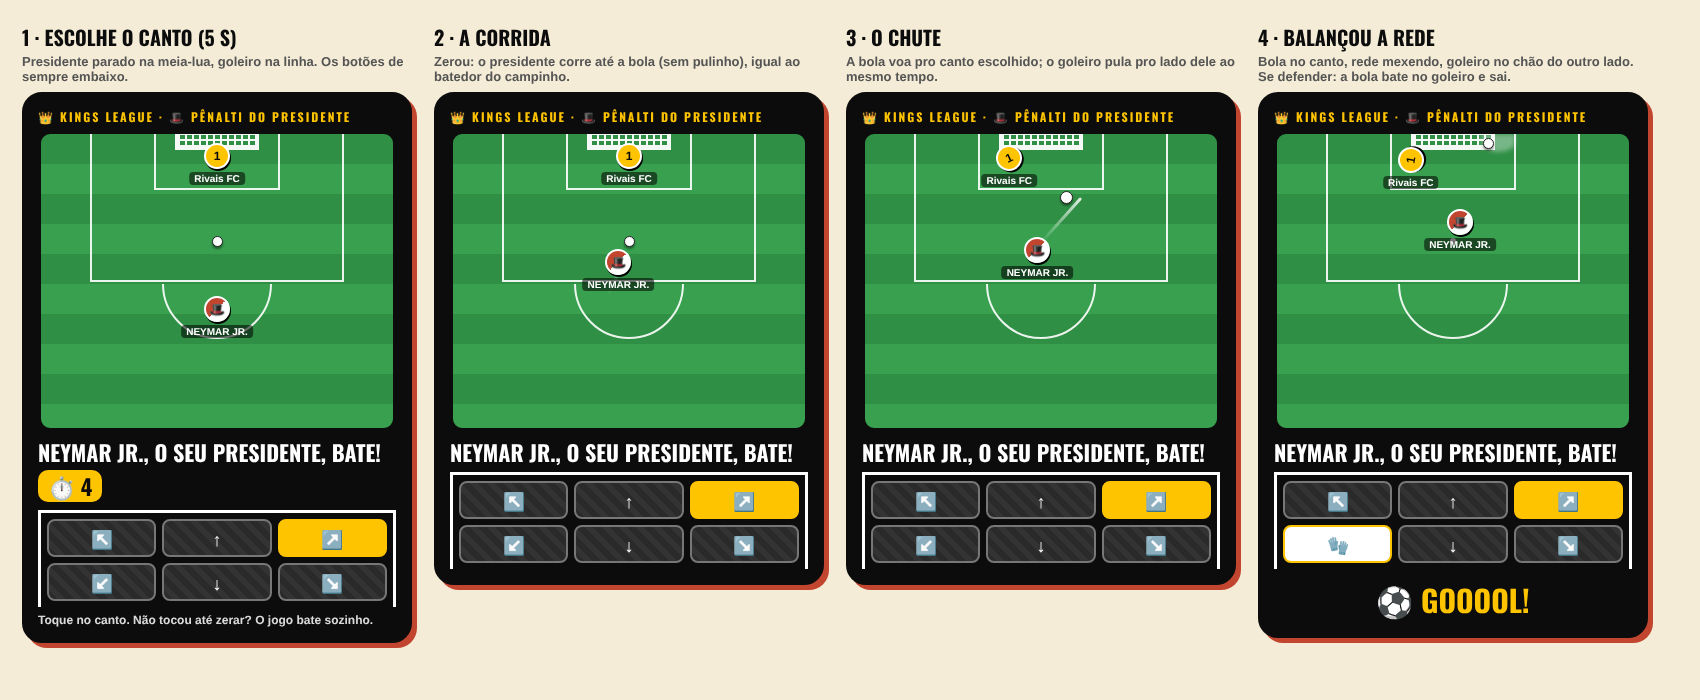 1 · ESCOLHE O CANTO (5 S)
Presidente parado na meia-lua, goleiro na linha. Os botões de
sempre embaixo.
👑 KINGS LEAGUE · 🎩 PÊNALTI DO PRESIDENTE
1
Rivais FC
NEYMAR JR.
NEYMAR JR., O SEU PRESIDENTE, BATE!
⏱️ 4
↖️ ↑ ↗️
↙️ ↓ ↘️
Toque no canto. Não tocou até zerar? O jogo bate sozinho.
2 · A CORRIDA
Zerou: o presidente corre até a bola (sem pulinho), igual ao
batedor do campinho.
👑 KINGS LEAGUE · 🎩 PÊNALTI DO PRESIDENTE
1
Rivais FC
NEYMAR JR.
NEYMAR JR., O SEU PRESIDENTE, BATE!
↖️ ↑ ↗️
↙️ ↓ ↘️
3 · O CHUTE
A bola voa pro canto escolhido; o goleiro pula pro lado dele ao
mesmo tempo.
👑 KINGS LEAGUE · 🎩 PÊNALTI DO PRESIDENTE
1
Rivais FC
NEYMAR JR.
NEYMAR JR., O SEU PRESIDENTE, BATE!
↖️ ↑ ↗️
↙️ ↓ ↘️
4 · BALANÇOU A REDE
Bola no canto, rede mexendo, goleiro no chão do outro lado.
Se defender: a bola bate no goleiro e sai.
👑 KINGS LEAGUE · 🎩 PÊNALTI DO PRESIDENTE
1
Rivais FC
NEYMAR JR.
NEYMAR JR., O SEU PRESIDENTE, BATE!
↖️ ↑ ↗️
🧤 ↓ ↘️
⚽ GOOOOL!